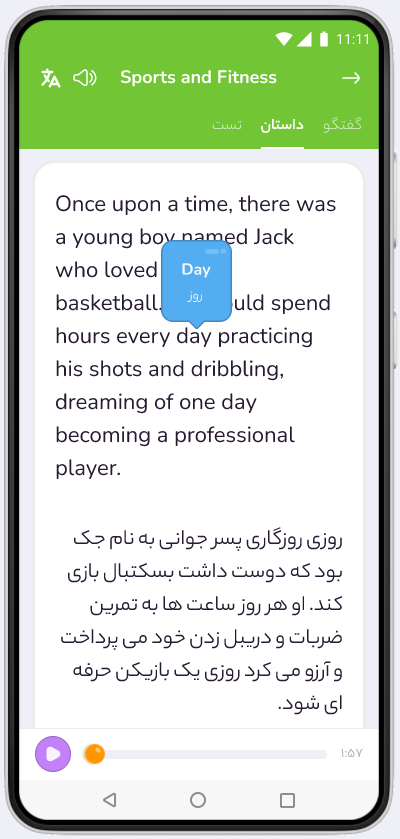 11:11
Sports and Fitness
گفتگو
داستان
تست
Once upon a time, there was
a young boy named Jack
who loved
Day
روز
basketball. uld spend
hours every day practicing
his shots and dribbling,
dreaming of one day
becoming a professional
player.
روزی روزگاری پسر جوانی به نام جک
بود که دوست داشت بسکتبال بازی
کند. او هر روز ساعت ها به تمرین
ضربات و دریبل زدن خود می پرداخت
و آرزو می کرد روزی یک بازیکن حرفه
ای شود.
۱:۵۷